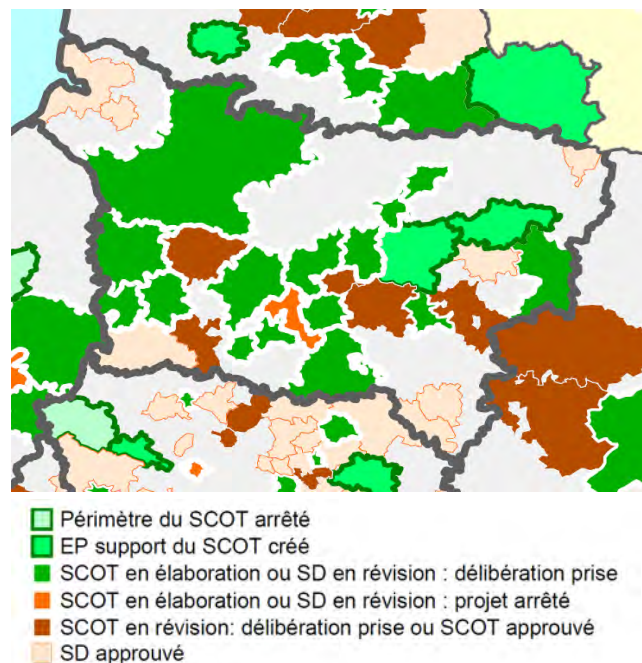 Périmètre du SCOT arrêté
EP support du SCOT créé
SCOT en élaboration ou SD en révision : délibération prise
SCOT en élaboration ou SD en révision : projet arrêté
SCOT en révision: délibération prise ou SCOT approuvé
SD approuvé